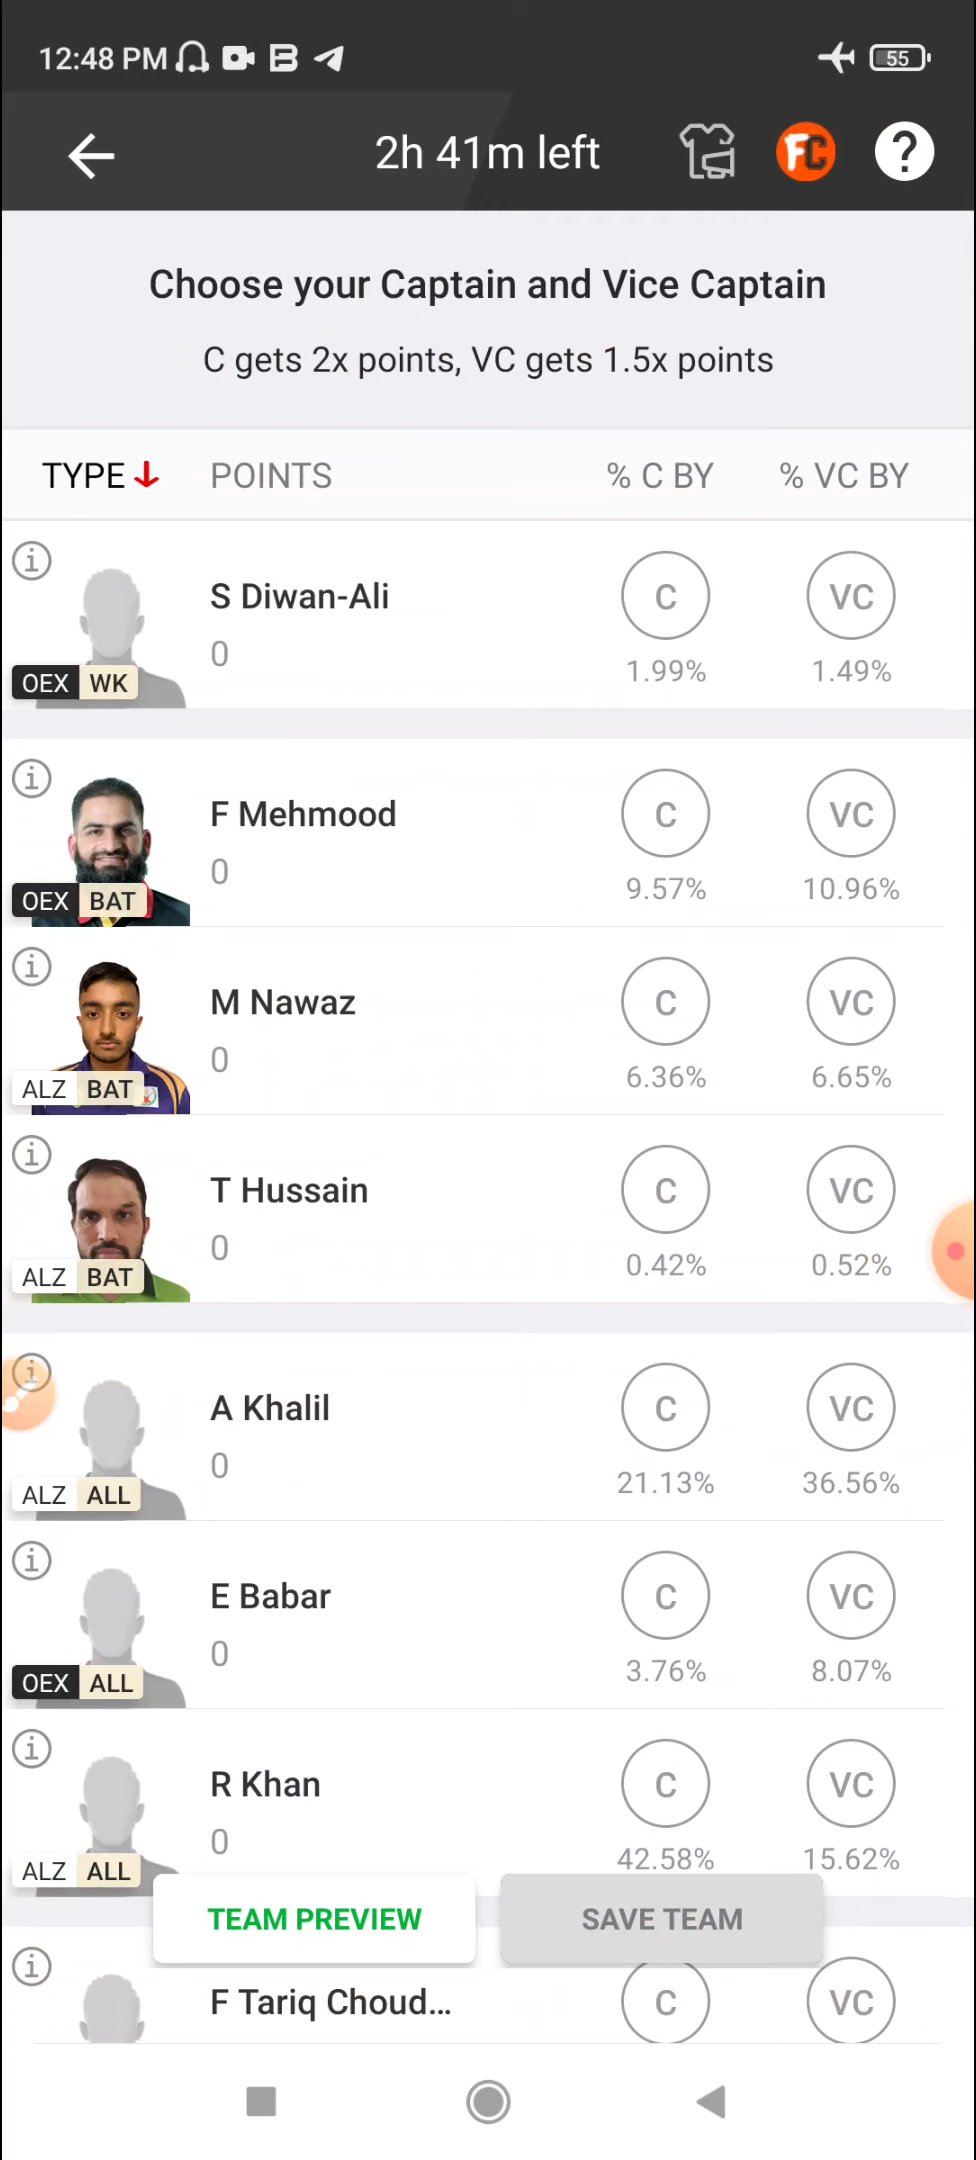 12:48 PM
55
2h 41m left
FC
?
Choose your Captain and Vice Captain
C gets 2x points, VC gets 1.5x points
TYPE POINTS % C BY % VC BY
S Diwan-Ali
0
C
VC
1.99%
1.49%
OEX WK
F Mehmood
0
C
VC
9.57%
10.96%
OEX BAT
M Nawaz
0
C
VC
6.36%
6.65%
ALZ BAT
T Hussain
0
C
VC
0.42%
0.52%
ALZ BAT
A Khalil
0
C
VC
21.13%
36.56%
ALZ ALL
E Babar
0
C
VC
3.76%
8.07%
OEX ALL
R Khan
0
C
VC
42.58%
15.62%
ALZ ALL
TEAM PREVIEW
SAVE TEAM
F Tariq Choud...
C
VC